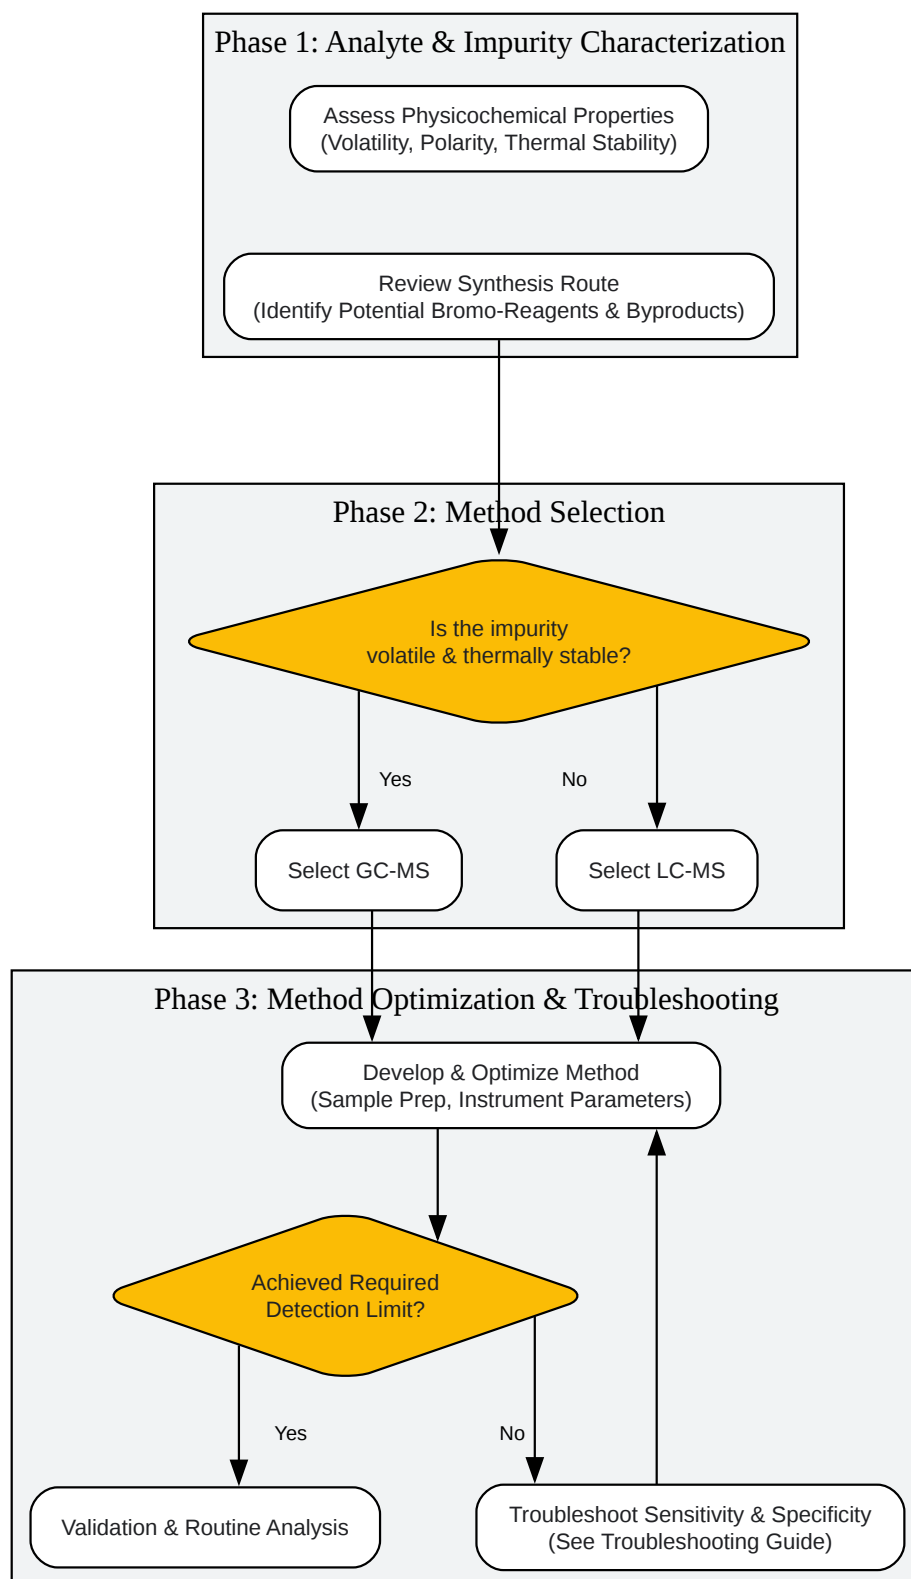 Phase 1: Analyte & Impurity Characterization
Assess Physicochemical Properties
(Volatility, Polarity, Thermal Stability)
Review Synthesis Route
(Identify Potential Bromo-Reagents & Byproducts)
Phase 2: Method Selection
Is the impurity
volatile & thermally stable?
Yes
No
Select GC-MS
Select LC-MS
Phase 3: Method Optimization & Troubleshooting
Develop & Optimize Method
(Sample Prep, Instrument Parameters)
Achieved Required
Detection Limit?
Yes
No
Validation & Routine Analysis
Troubleshoot Sensitivity & Specificity
(See Troubleshooting Guide)